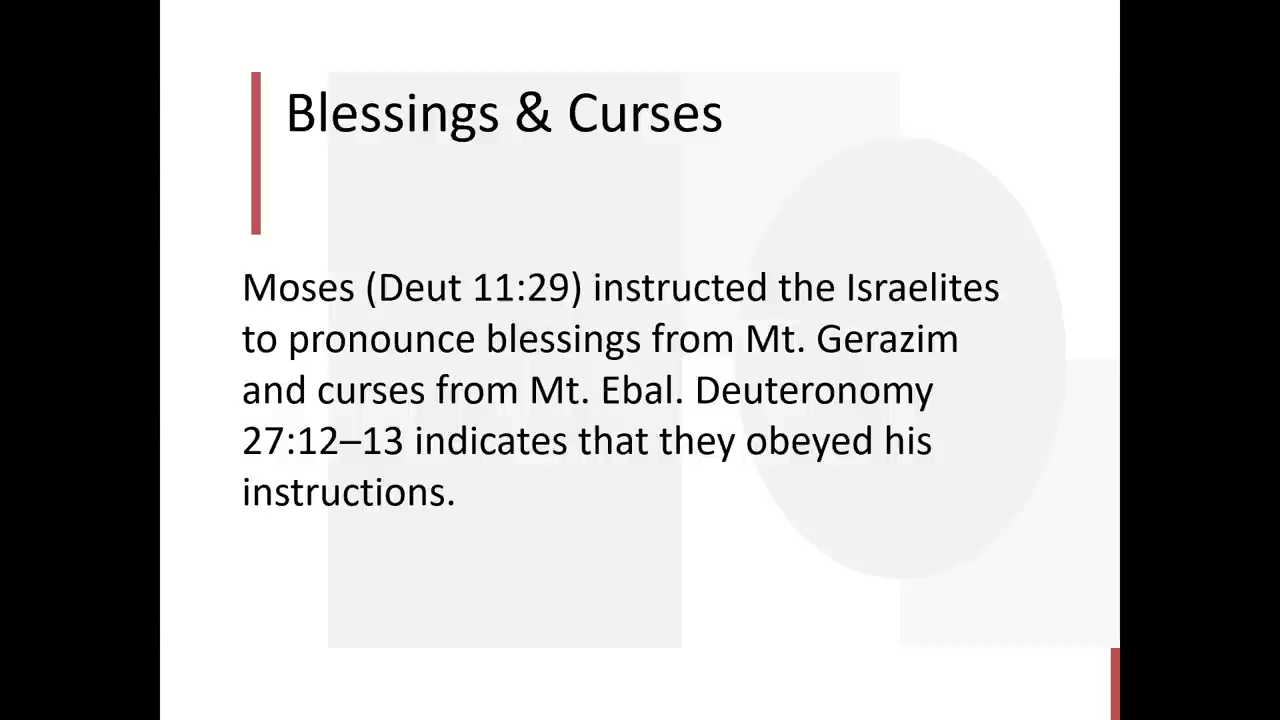 Blessings & Curses
Moses (Deut 11:29) instructed the Israelites
to pronounce blessings from Mt. Gerazim
and curses from Mt. Ebal. Deuteronomy
27:12–13 indicates that they obeyed his
instructions.